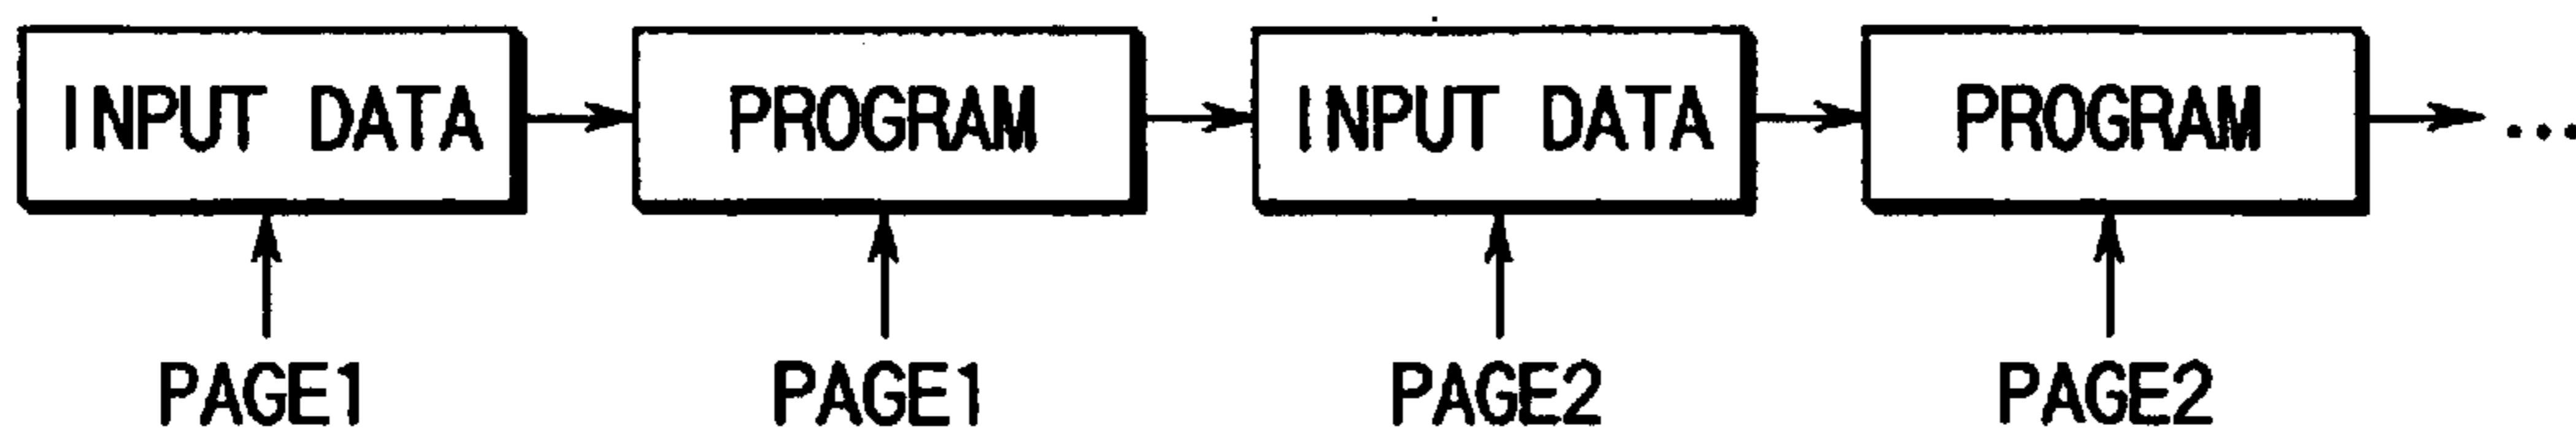 INPUT DATA PROGRAM INPUT DATA PROGRAM ...
PAGE1 PAGE1 PAGE2 PAGE2